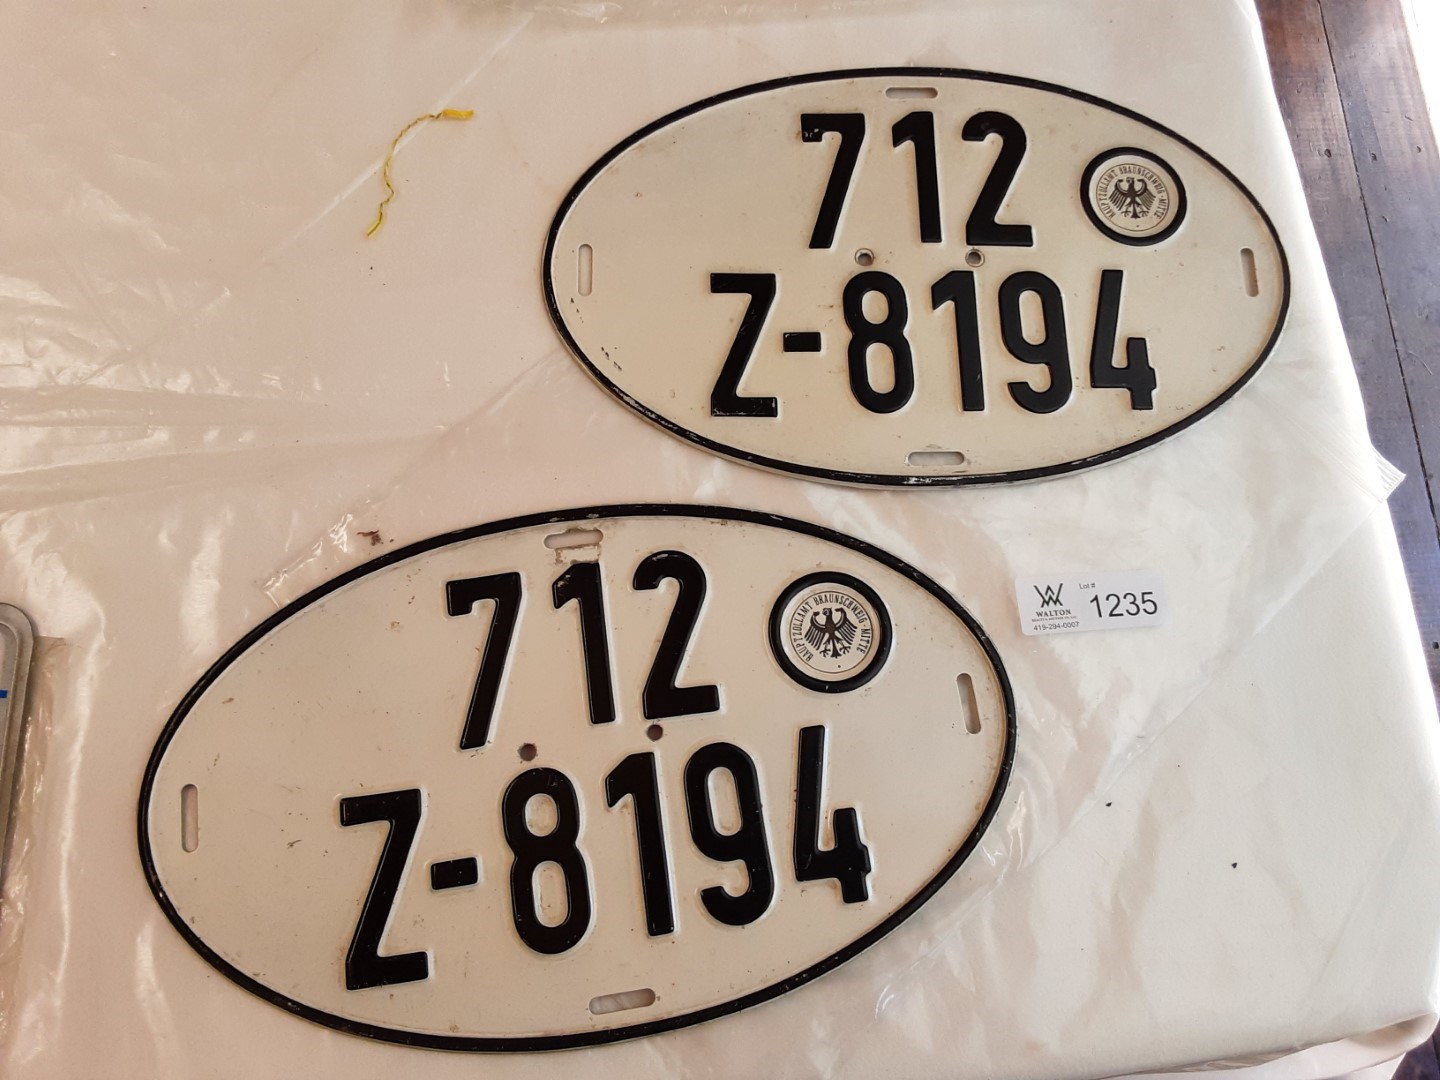 712
HAUPTZOLLAMT BRAUNSCHWEIG-MITTE
Z-8194
712
HAUPTZOLLAMT BRAUNSCHWEIG-MITTE
Z-8194
WALTON
419-294-0007
Lot #
1235